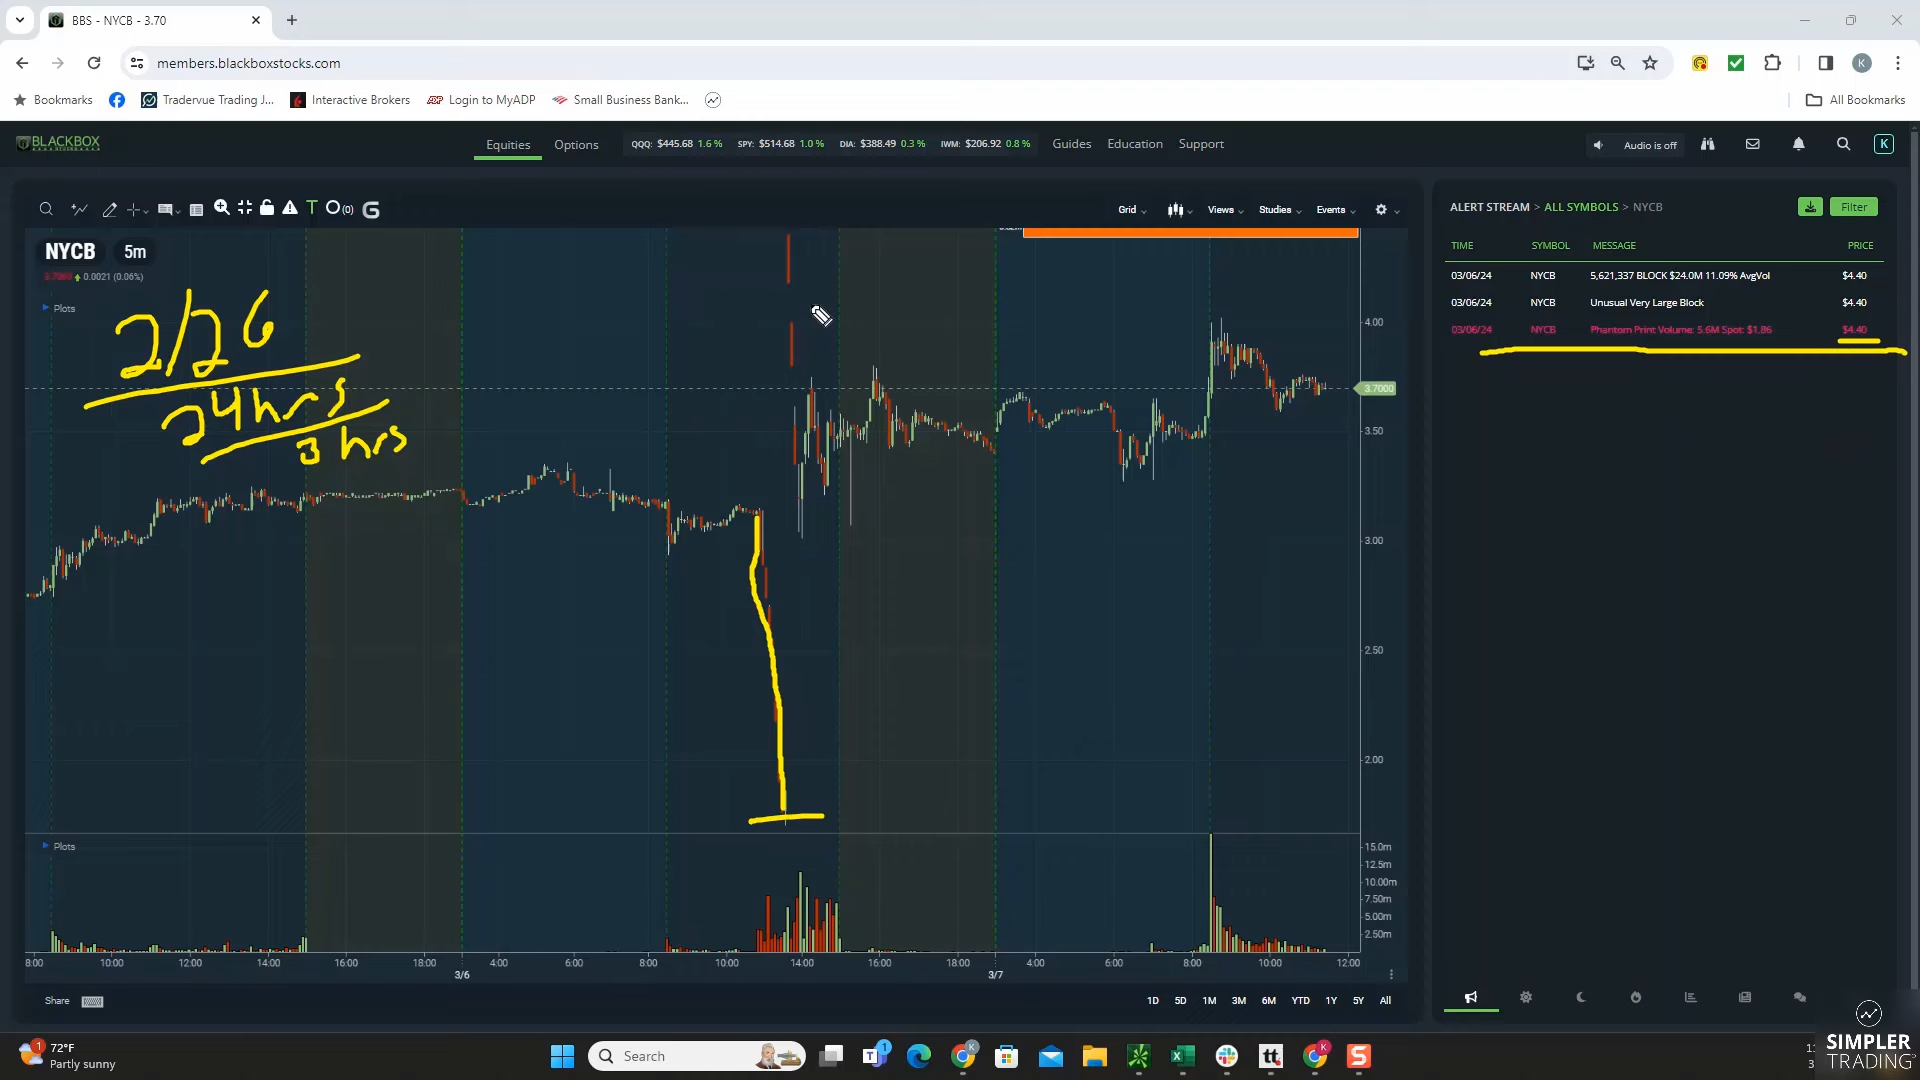 BBS - NYCB - 3.70
members.blackboxstocks.com
Bookmarks
Tradervue Trading J...
Interactive Brokers
Login to MyADP
Small Business Bank...
All Bookmarks
BLACKBOX
Equities
Options
QQQ: $445.68 1.6 % SPY: $514.68 1.0 % DIA: $388.49 0.3 % IWM: $206.92 0.8 %
Guides
Education
Support
Audio is off
K
T
(0)
G
Grid
Views
Studies
Events
NYCB 5m
0.0021 (0.06%)
Plots
2/26
24hrs
3 hrs
4.00
3.7000
3.50
3.00
2.50
2.00
Plots
15.0m
12.5m
10.00m
7.50m
5.00m
2.50m
8:00 10:00 12:00 14:00 16:00 18:00 4:00 6:00 8:00 10:00 14:00 16:00 18:00 4:00 6:00 8:00 10:00 12:00
3/6 3/7
Share
1D 5D 1M 3M 6M YTD 1Y 5Y All
ALERT STREAM > ALL SYMBOLS > NYCB
Filter
TIME SYMBOL MESSAGE PRICE
03/06/24 NYCB 5,621,337 BLOCK $24.0M 11.09% AvgVol $4.40
03/06/24 NYCB Unusual Very Large Block $4.40
03/06/24 NYCB Phantom Print Volume: 5.6M Spot: $1.86 $4.40
72°F
Partly sunny
Search
SIMPLER
TRADING